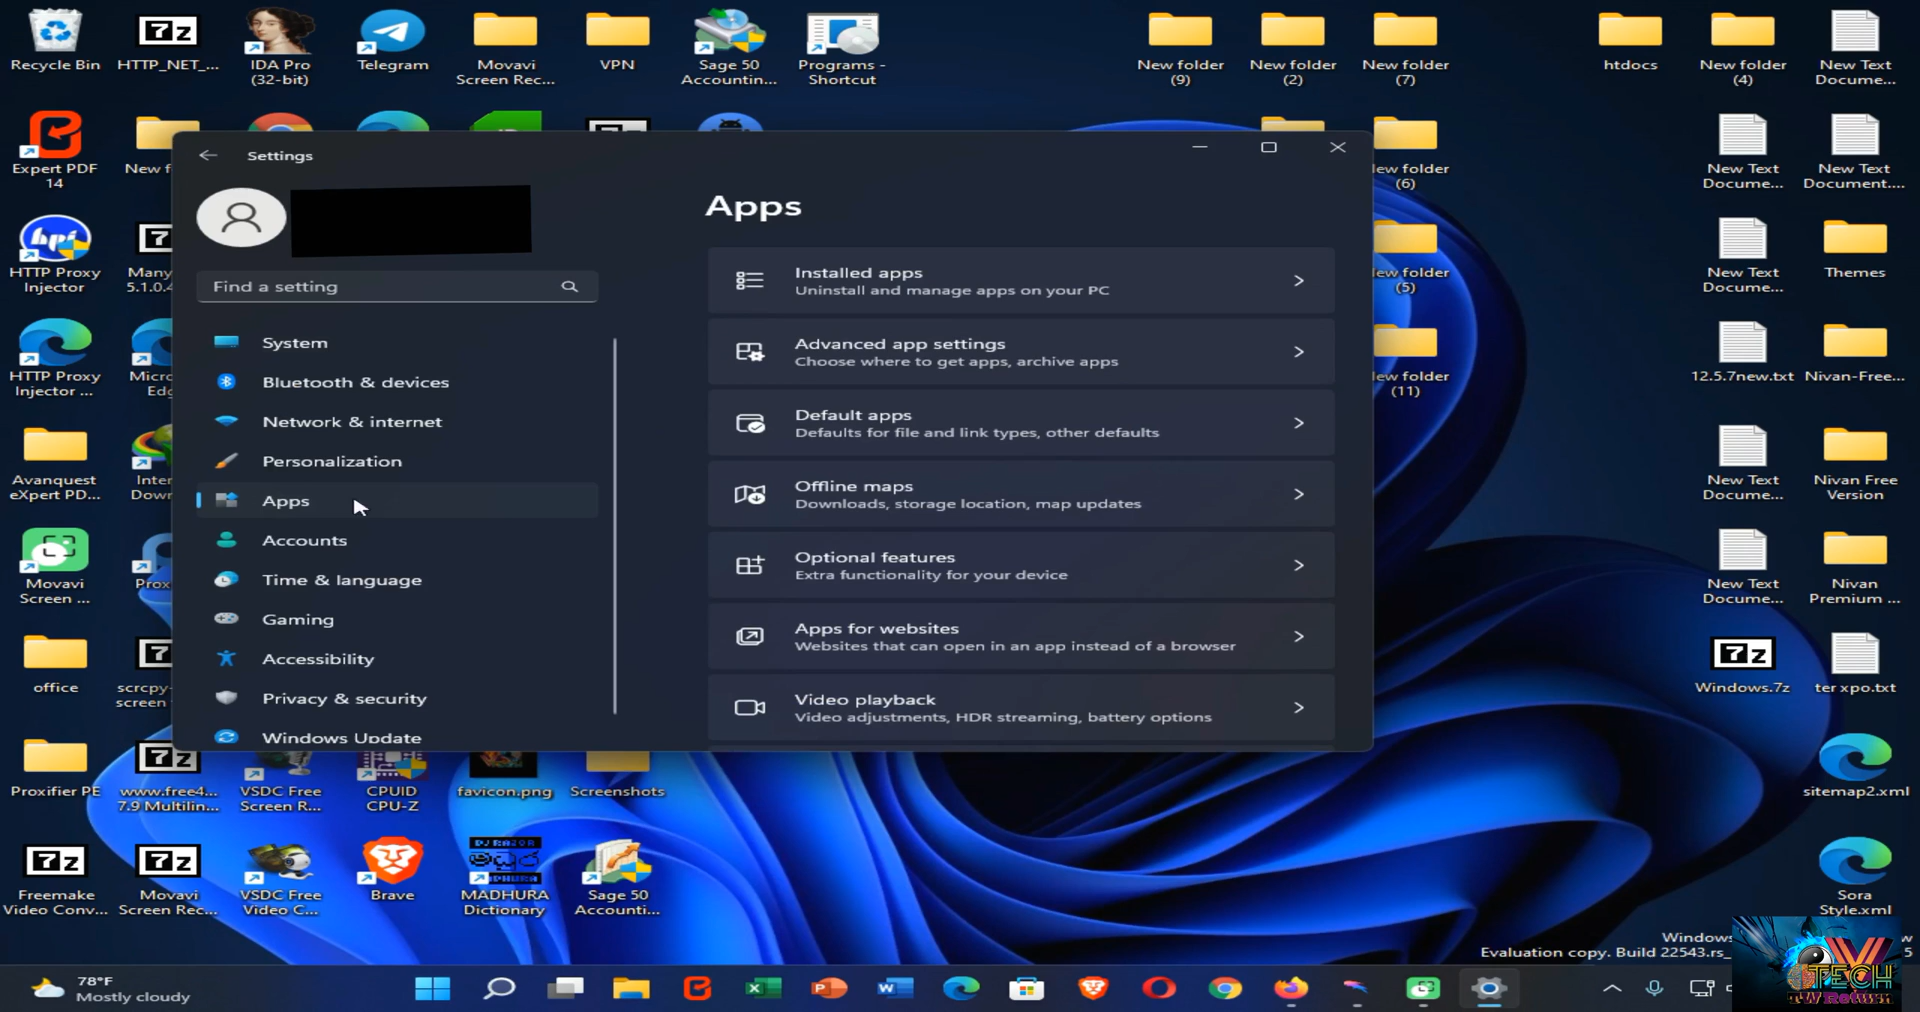 Recycle Bin
HTTP_NET_...
IDA Pro
(32-bit)
Telegram
Movavi
Screen Rec...
VPN
Sage 50
Accountin...
Programs -
Shortcut
New folder
(9)
New folder
(2)
New folder
(7)
htdocs
New folder
(4)
New Text
Docume...
Expert PDF
14
New f
New folder
(6)
New Text
Docume...
New Text
Document....
HTTP Proxy
Injector
Many
5.1.0.4
New folder
(5)
New Text
Docume...
Themes
HTTP Proxy
Injector ...
Micro
Edg
New folder
(11)
12.5.7new.txt
Nivan-Free...
Avanquest
eXpert PD...
Inter
Down
New Text
Docume...
Nivan Free
Version
Movavi
Screen ...
Prox
New Text
Docume...
Nivan
Premium ...
office
scrcpy-
screen
Windows.7z
ter xpo.txt
Settings
Find a setting
System
Bluetooth & devices
Network & internet
Personalization
Apps
Accounts
Time & language
Gaming
Accessibility
Privacy & security
Windows Update
Apps
Installed apps
Uninstall and manage apps on your PC
Advanced app settings
Choose where to get apps, archive apps
Default apps
Defaults for file and link types, other defaults
Offline maps
Downloads, storage location, map updates
Optional features
Extra functionality for your device
Apps for websites
Websites that can open in an app instead of a browser
Video playback
Video adjustments, HDR streaming, battery options
Proxifier PE
www.free4...
7.9 Multilin...
VSDC Free
Screen R...
CPUID
CPU-Z
favicon.png
Screenshots
sitemap2.xml
Freemake
Video Conv...
Movavi
Screen Rec...
VSDC Free
Video C...
Brave
MADHURA
Dictionary
Sage 50
Accounti...
Sora
Style.xml
Windows
Evaluation copy. Build 22543.rs_
78°F
Mostly cloudy
TECH